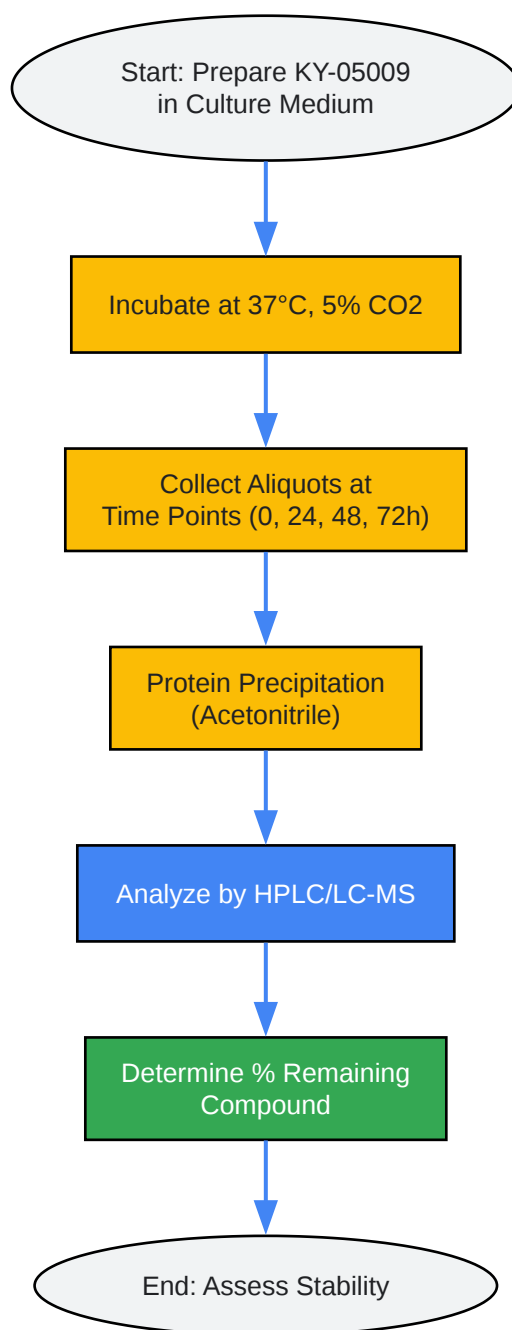 Start: Prepare KY-05009
in Culture Medium
Incubate at 37°C, 5% CO2
Collect Aliquots at
Time Points (0, 24, 48, 72h)
Protein Precipitation
(Acetonitrile)
Analyze by HPLC/LC-MS
Determine % Remaining
Compound
End: Assess Stability